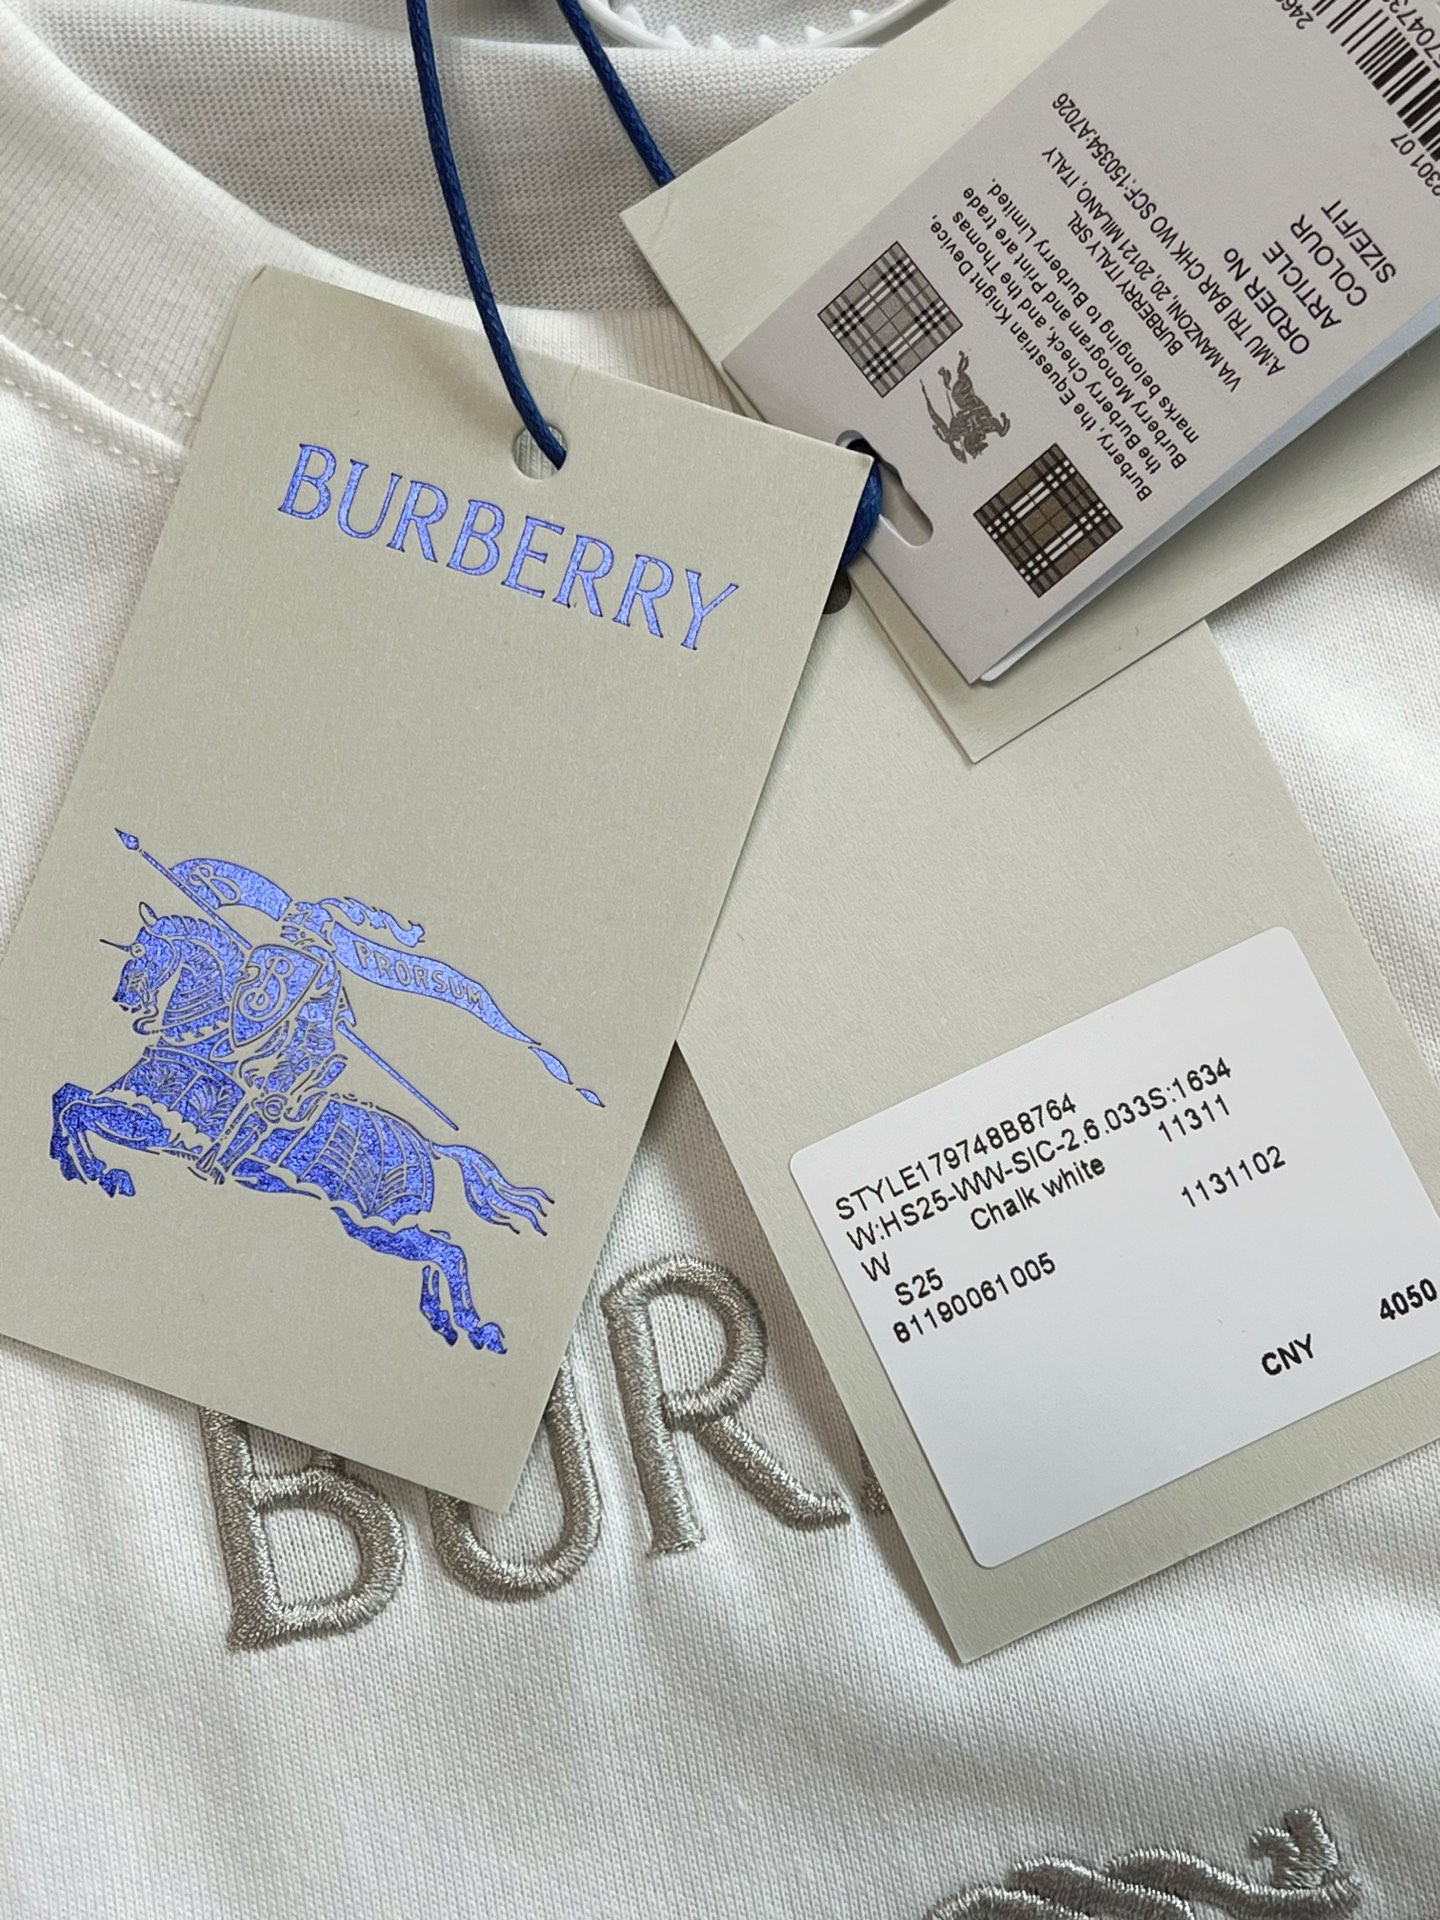 BURBERRY
B
PRORSUM
B
Burberry, the Equestrian Knight Device,
the Burberry Check, and the Thomas
Burberry Monogram and Print are trade
marks belonging to Burberry Limited.
BURBERRY ITALY SRL
VIA MANZONI, 20, 20121 MILANO, ITALY
A:MU TRI BAR CHK WO SCF:150354:A7026
ORDER No
ARTICLE
COLOUR
SIZE/FIT
STYLE179748B8764
W:HS25-WW-SIC-2.6.033S:1634
W Chalk white 11311
S25 1131102
81190061005
CNY 4050
BUR